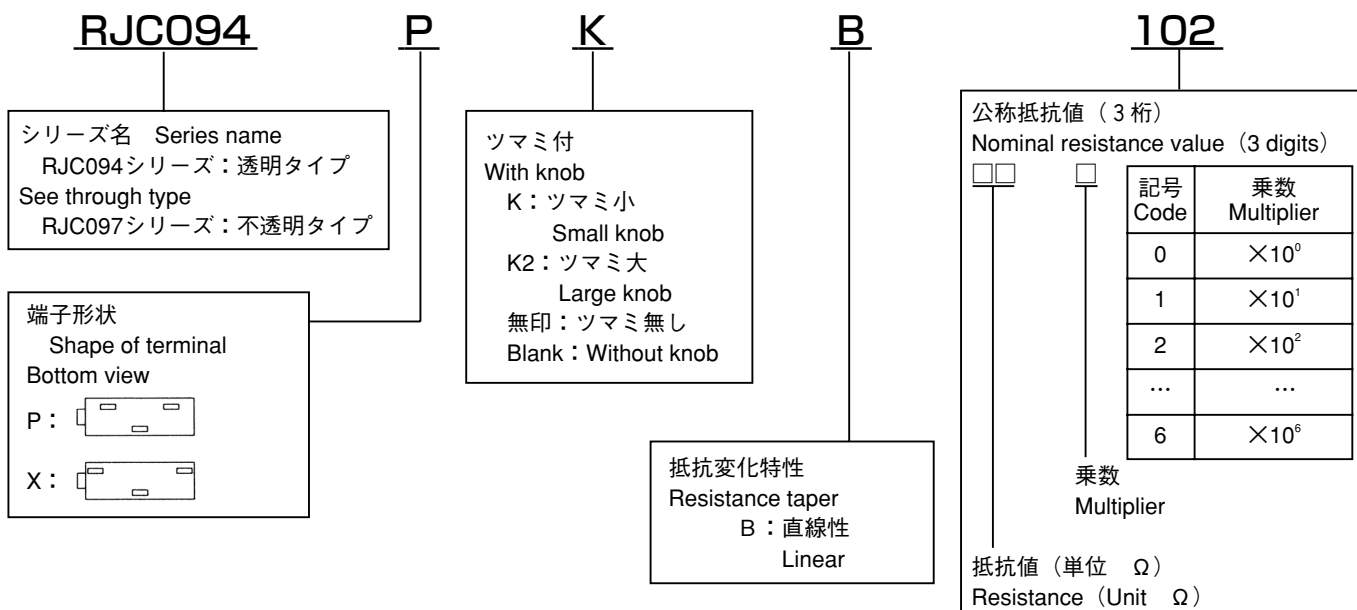 RJC094 P K B 102
シリーズ名 Series name
RJC094シリーズ：透明タイプ
See through type
RJC097シリーズ：不透明タイプ
端子形状
Shape of terminal
Bottom view
P：
X：
ツマミ付
With knob
K：ツマミ小
Small knob
K2：ツマミ大
Large knob
無印：ツマミ無し
Blank：Without knob
抵抗変化特性
Resistance taper
B：直線性
Linear
公称抵抗値（3桁）
Nominal resistance value（3 digits）
□□ □
記号 乗数
Code Multiplier
0 ×10⁰
1 ×10¹
2 ×10²
… …
6 ×10⁶
乗数
Multiplier
抵抗値（単位 Ω）
Resistance（Unit Ω）